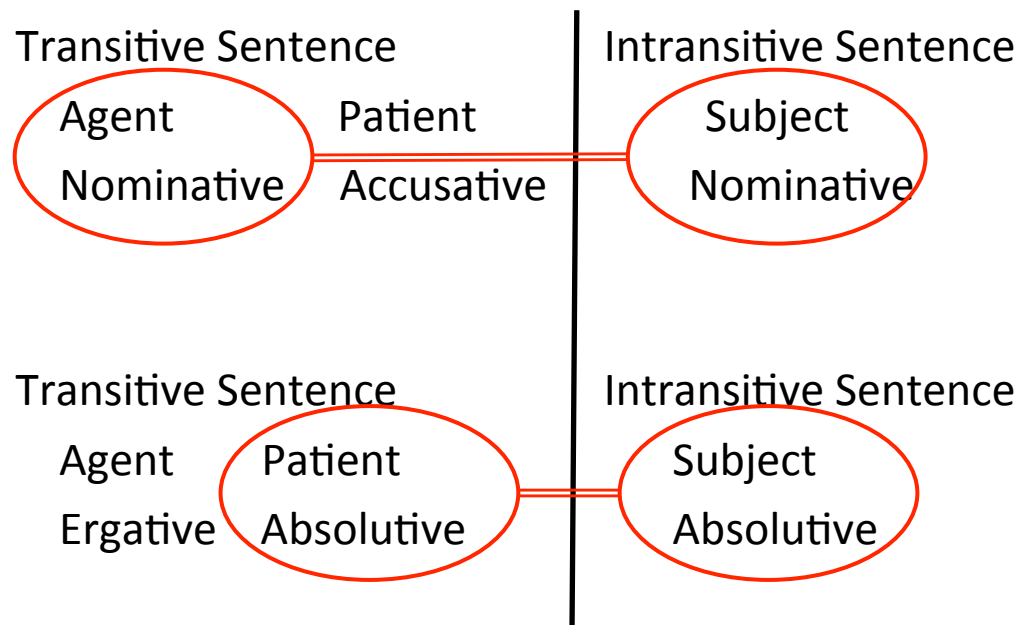 Transitive Sentence Intransitive Sentence
Agent Patient Subject
Nominative Accusative Nominative
Transitive Sentence Intransitive Sentence
Agent Patient Subject
Ergative Absolutive Absolutive